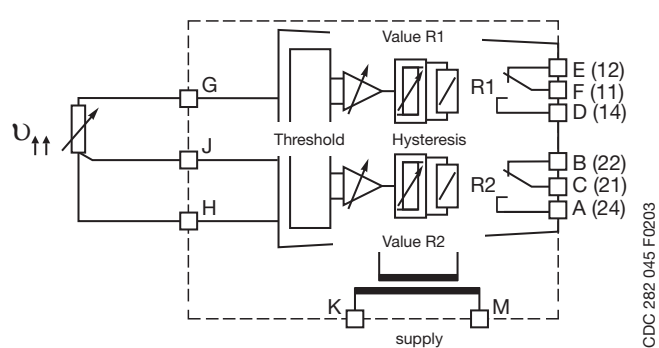 Value R1
G
E (12)
R1
F (11)
D (14)
υ↑↑
J
Threshold
Hysteresis
B (22)
R2
C (21)
H
A (24)
Value R2
K
M
supply
CDC 282 045 F0203